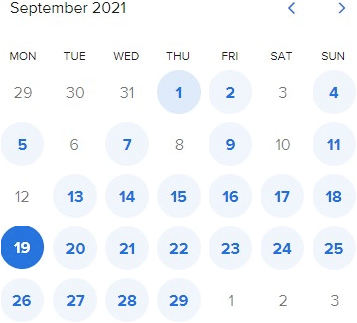 September 2021
MON TUE WED THU FRI SAT SUN
29 30 31 1 2 3 4
5 6 7 8 9 10 11
12 13 14 15 16 17 18
19 20 21 22 23 24 25
26 27 28 29 1 2 3